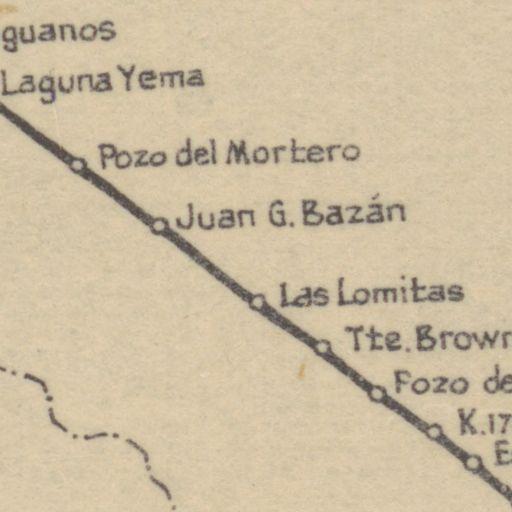 guanos
Laguna Yema
Pozo del Mortero
Juan G. Bazán
Las Lomitas
Tte. Brown
Pozo de
K.17
E